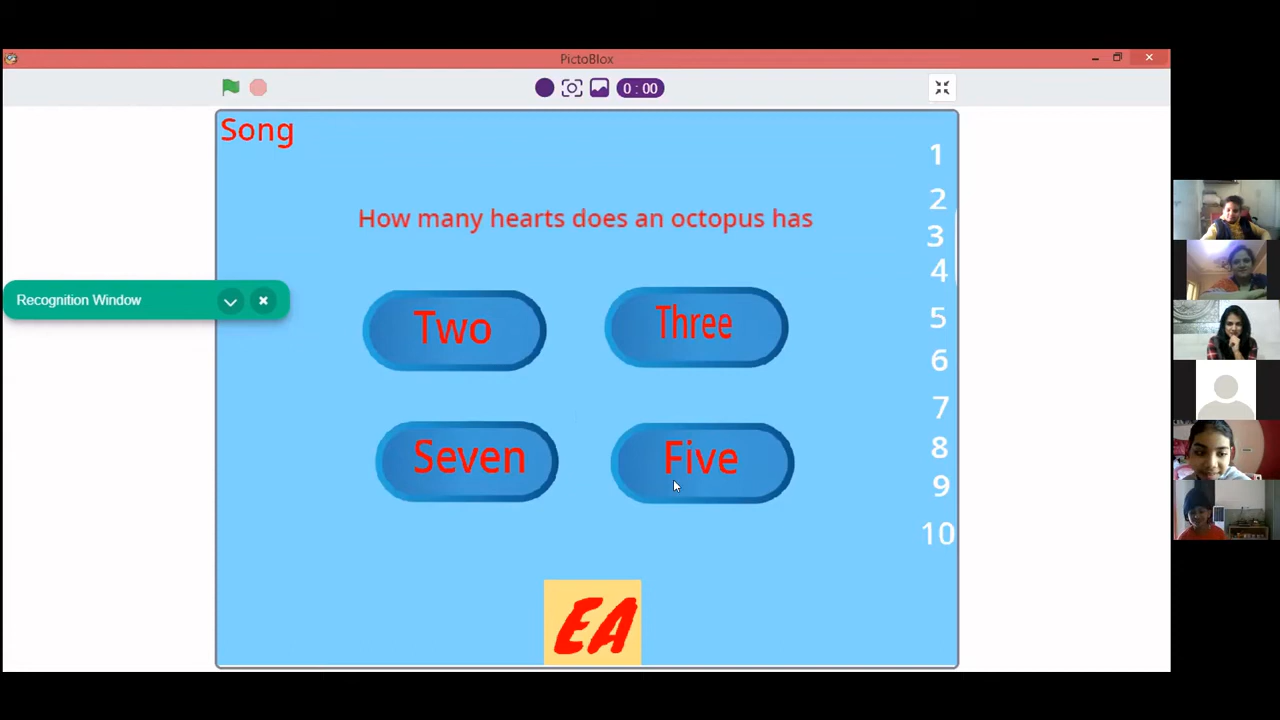 PictoBlox
0 : 00
Song
1
How many hearts does an octopus has
2
3
4
Recognition Window
Two
Three
5
6
7
Seven
Five
8
9
10
EA